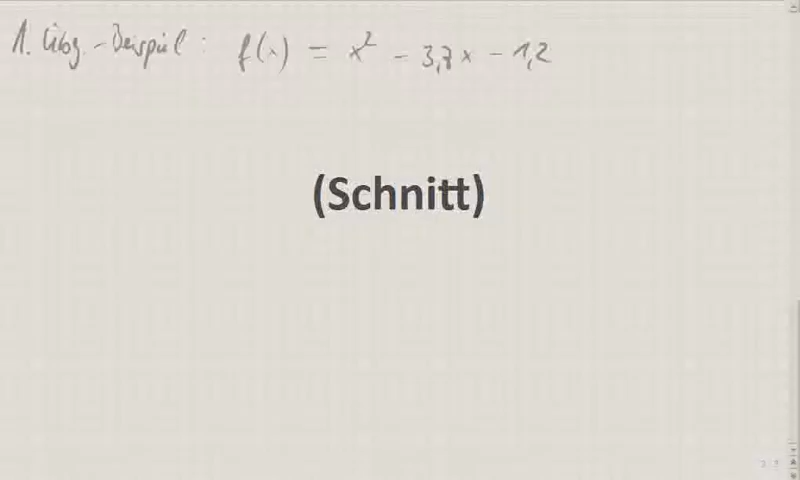 1. Übg.-Beispiel: f(x) = x² - 3,7x - 1,2
(Schnitt)